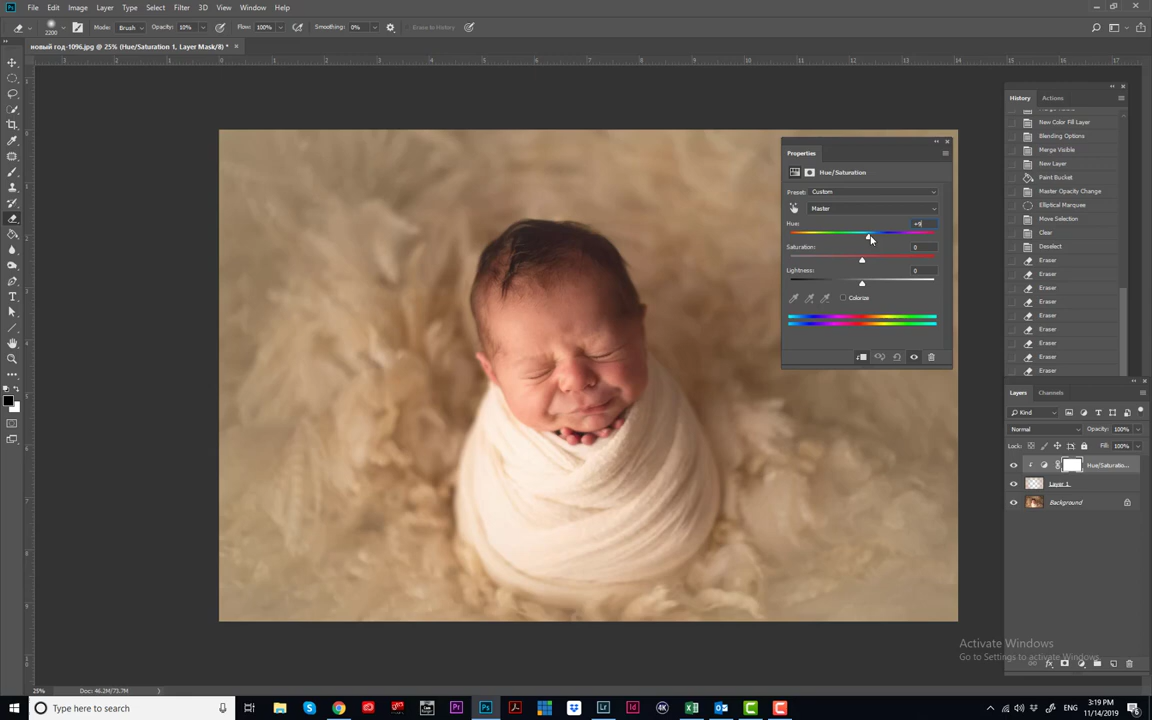 File Edit Image Layer Type Select Filter 3D View Window Help
2200 Mode: Brush Opacity: 10% Flow: 100% Smoothing: 0% Erase to History
новый год-1096.jpg @ 25% (Hue/Saturation 1, Layer Mask/8) *
Properties
Hue/Saturation
Preset: Custom
Master
Hue: +9
Saturation: 0
Lightness: 0
Colorize
History Actions
New Color Fill Layer
Blending Options
Merge Visible
New Layer
Paint Bucket
Master Opacity Change
Elliptical Marquee
Move Selection
Clear
Deselect
Eraser
Eraser
Eraser
Eraser
Eraser
Eraser
Eraser
Eraser
Eraser
Layers Channels
Kind
Normal Opacity: 100%
Lock: Fill: 100%
Hue/Saturatio...
Layer 1
Background
Activate Windows
Go to Settings to activate Windows.
25% Doc: 46.2M/73.7M
Type here to search
ENG
3:19 PM
11/14/2019